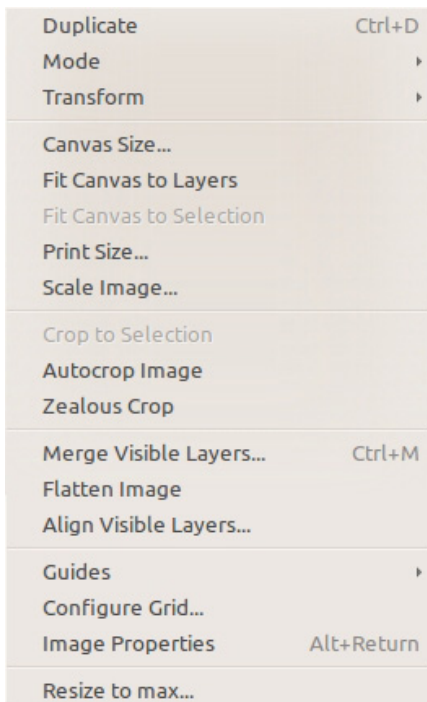 Duplicate Ctrl+D
Mode
Transform
Canvas Size...
Fit Canvas to Layers
Fit Canvas to Selection
Print Size...
Scale Image...
Crop to Selection
Autocrop Image
Zealous Crop
Merge Visible Layers... Ctrl+M
Flatten Image
Align Visible Layers...
Guides
Configure Grid...
Image Properties Alt+Return
Resize to max...